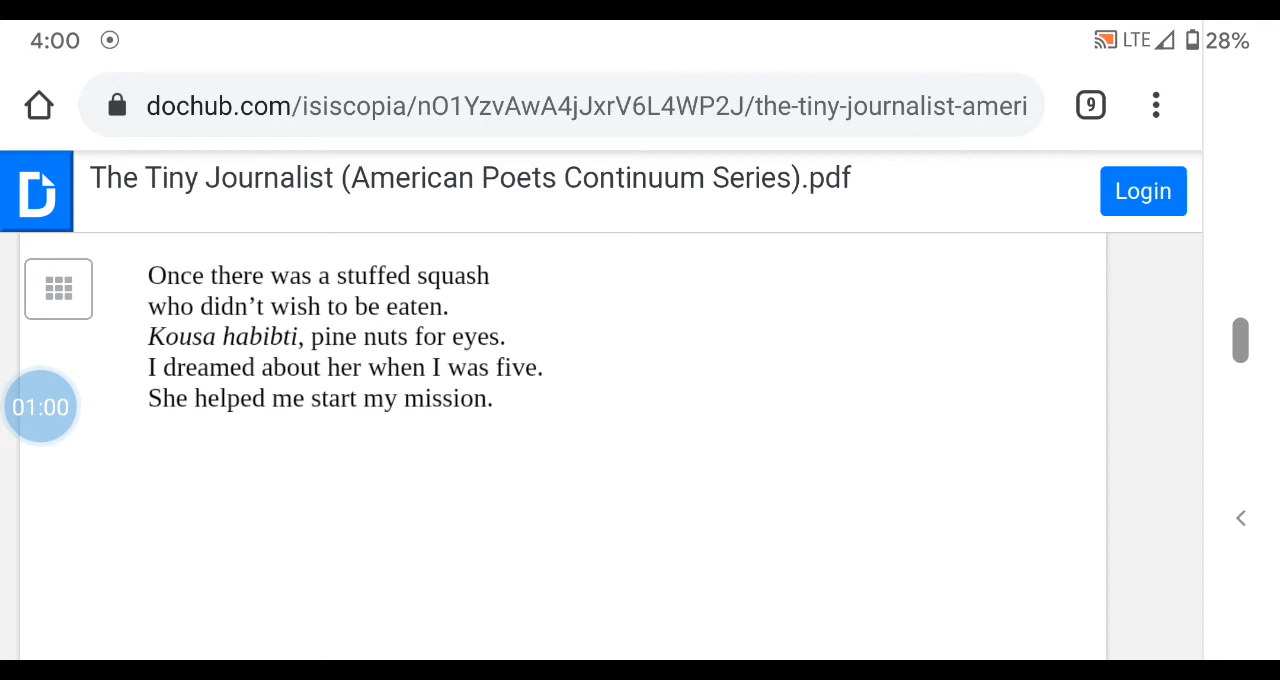 4:00 LTE 28%
dochub.com/isiscopia/nO1YzvAwA4jJxrV6L4WP2J/the-tiny-journalist-ameri 9
The Tiny Journalist (American Poets Continuum Series).pdf
Login
Once there was a stuffed squash
who didn’t wish to be eaten.
Kousa habibti, pine nuts for eyes.
I dreamed about her when I was five.
She helped me start my mission.
01:00